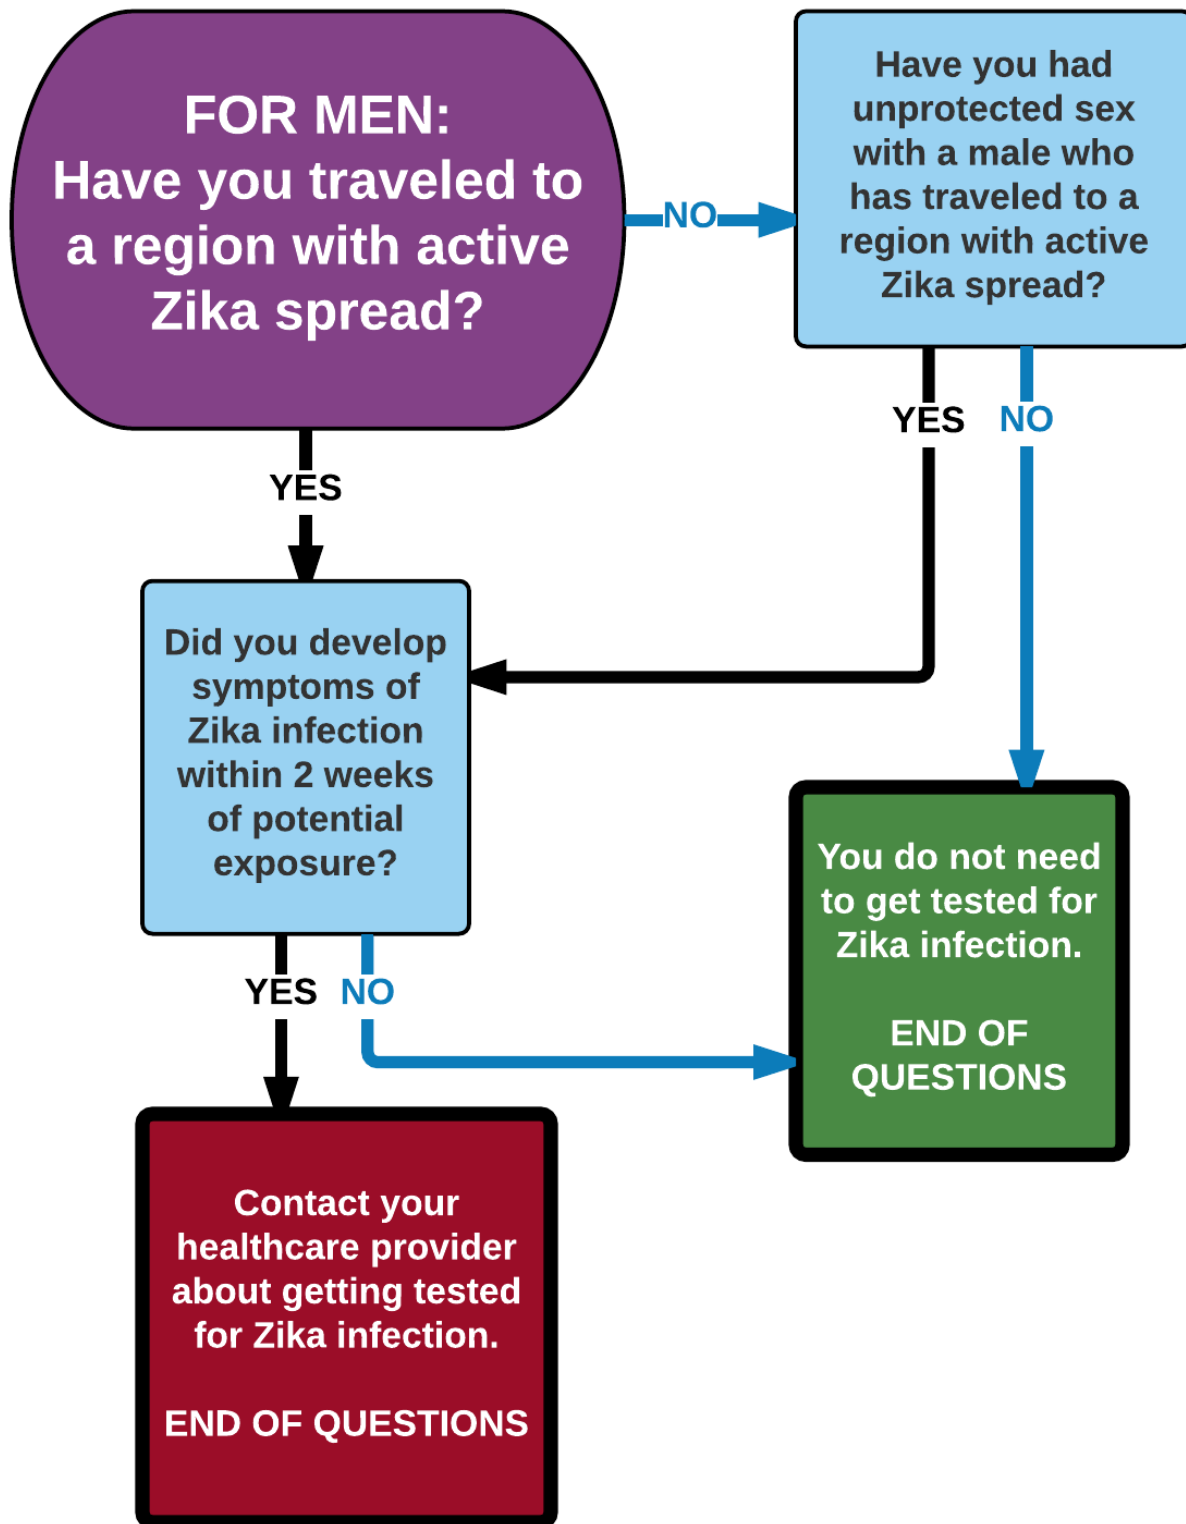 FOR MEN:
Have you traveled to
a region with active
Zika spread?
NO
Have you had
unprotected sex
with a male who
has traveled to a
region with active
Zika spread?
YES
NO
YES
Did you develop
symptoms of
Zika infection
within 2 weeks
of potential
exposure?
You do not need
to get tested for
Zika infection.
END OF
QUESTIONS
YES
NO
Contact your
healthcare provider
about getting tested
for Zika infection.
END OF QUESTIONS